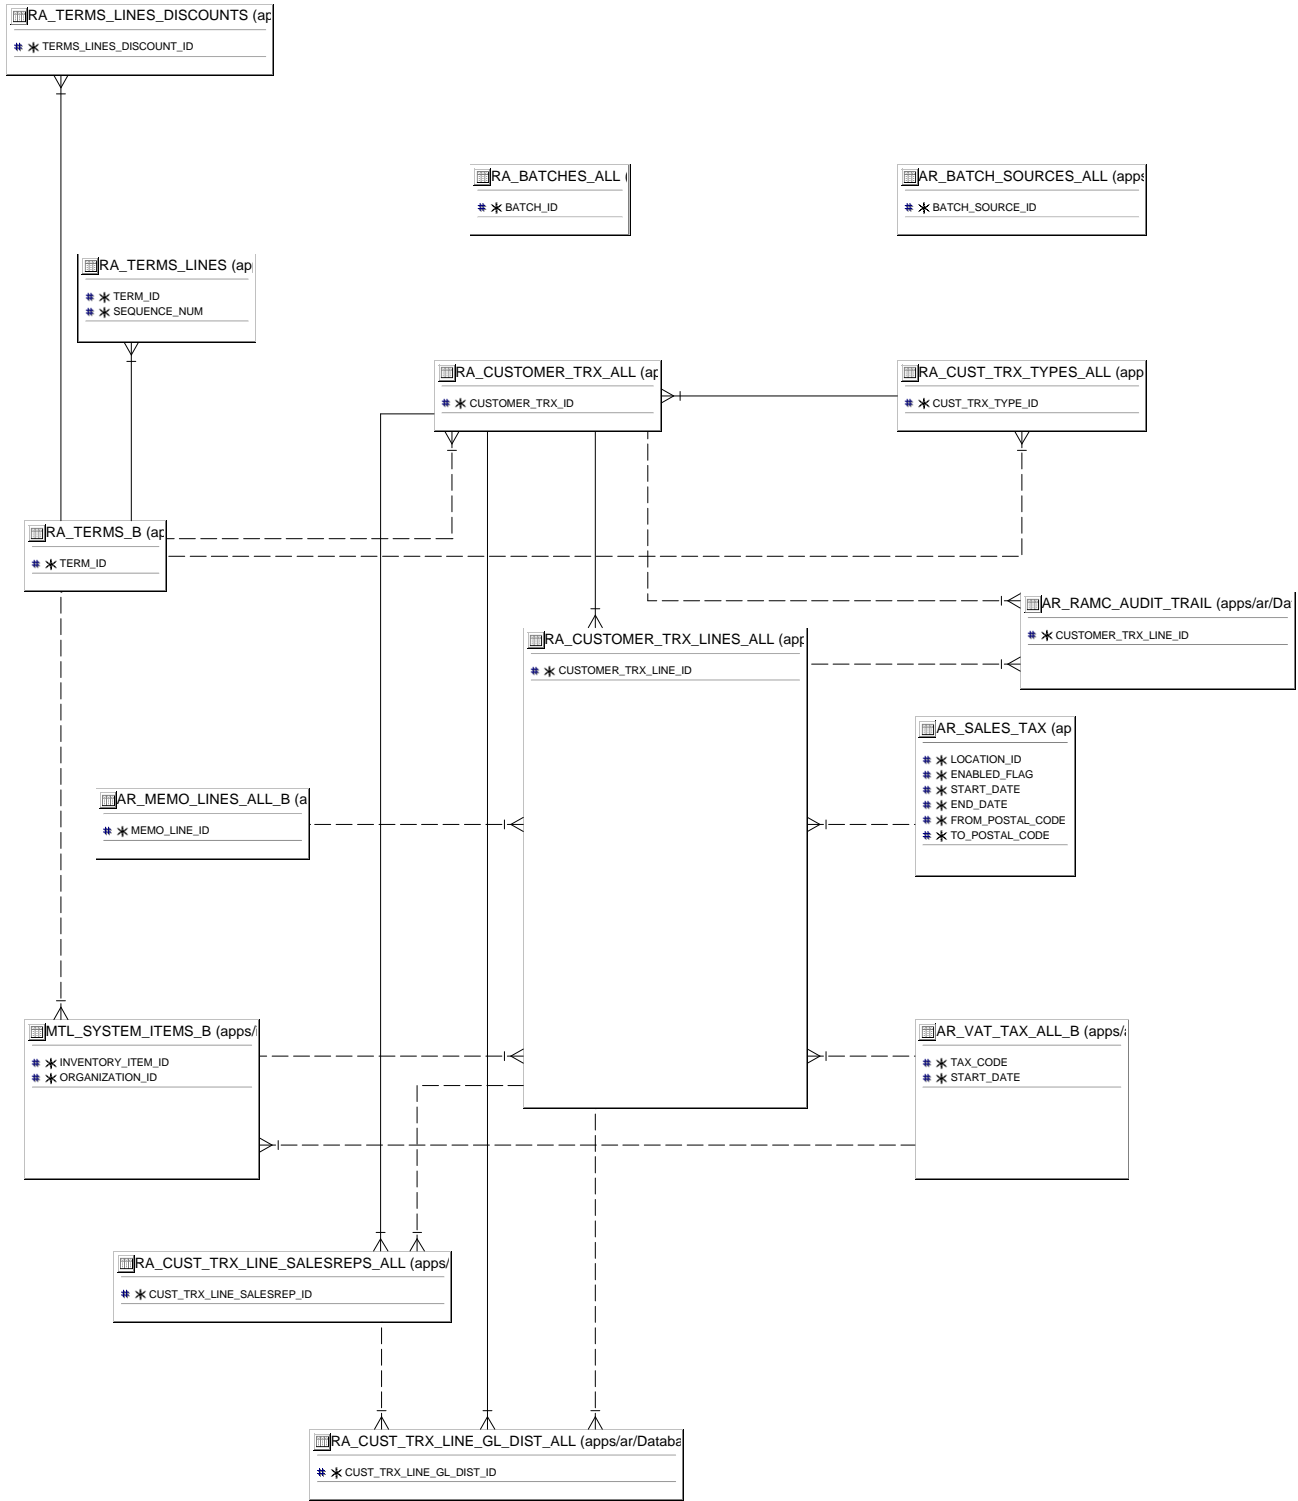 RA_TERMS_LINES_DISCOUNTS (ap
# * TERMS_LINES_DISCOUNT_ID
RA_BATCHES_ALL (
# * BATCH_ID
AR_BATCH_SOURCES_ALL (apps
# * BATCH_SOURCE_ID
RA_TERMS_LINES (ap
# * TERM_ID
# * SEQUENCE_NUM
RA_CUSTOMER_TRX_ALL (ap
# * CUSTOMER_TRX_ID
RA_CUST_TRX_TYPES_ALL (app
# * CUST_TRX_TYPE_ID
RA_TERMS_B (ap
# * TERM_ID
AR_RAMC_AUDIT_TRAIL (apps/ar/Da
# * CUSTOMER_TRX_LINE_ID
RA_CUSTOMER_TRX_LINES_ALL (app
# * CUSTOMER_TRX_LINE_ID
AR_SALES_TAX (ap
# * LOCATION_ID
# * ENABLED_FLAG
# * START_DATE
# * END_DATE
# * FROM_POSTAL_CODE
# * TO_POSTAL_CODE
AR_MEMO_LINES_ALL_B (a
# * MEMO_LINE_ID
MTL_SYSTEM_ITEMS_B (apps/i
# * INVENTORY_ITEM_ID
# * ORGANIZATION_ID
AR_VAT_TAX_ALL_B (apps/a
# * TAX_CODE
# * START_DATE
RA_CUST_TRX_LINE_SALESREPS_ALL (apps/
# * CUST_TRX_LINE_SALESREP_ID
RA_CUST_TRX_LINE_GL_DIST_ALL (apps/ar/Databa
# * CUST_TRX_LINE_GL_DIST_ID